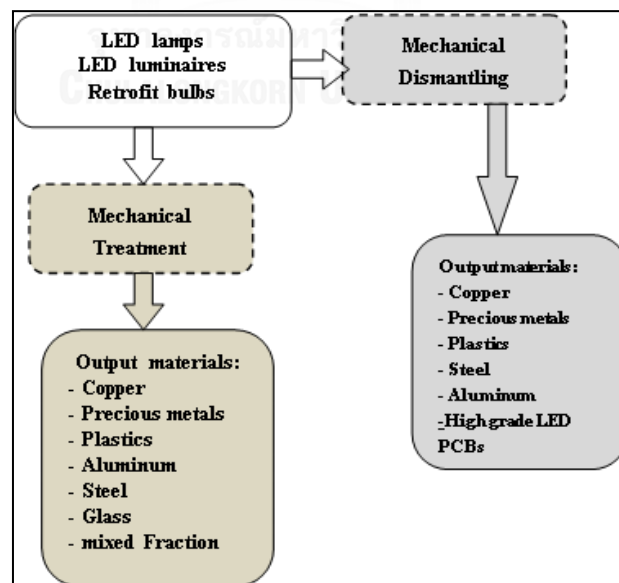 LED lamps
LED luminaires
Retrofit bulbs
Mechanical
Dismantling
Mechanical
Treatment
Output materials:
- Copper
- Precious metals
- Plastics
- Steel
- Aluminum
-High grade LED
PCBs
Output materials:
- Copper
- Precious metals
- Plastics
- Aluminum
- Steel
- Glass
- mixed Fraction